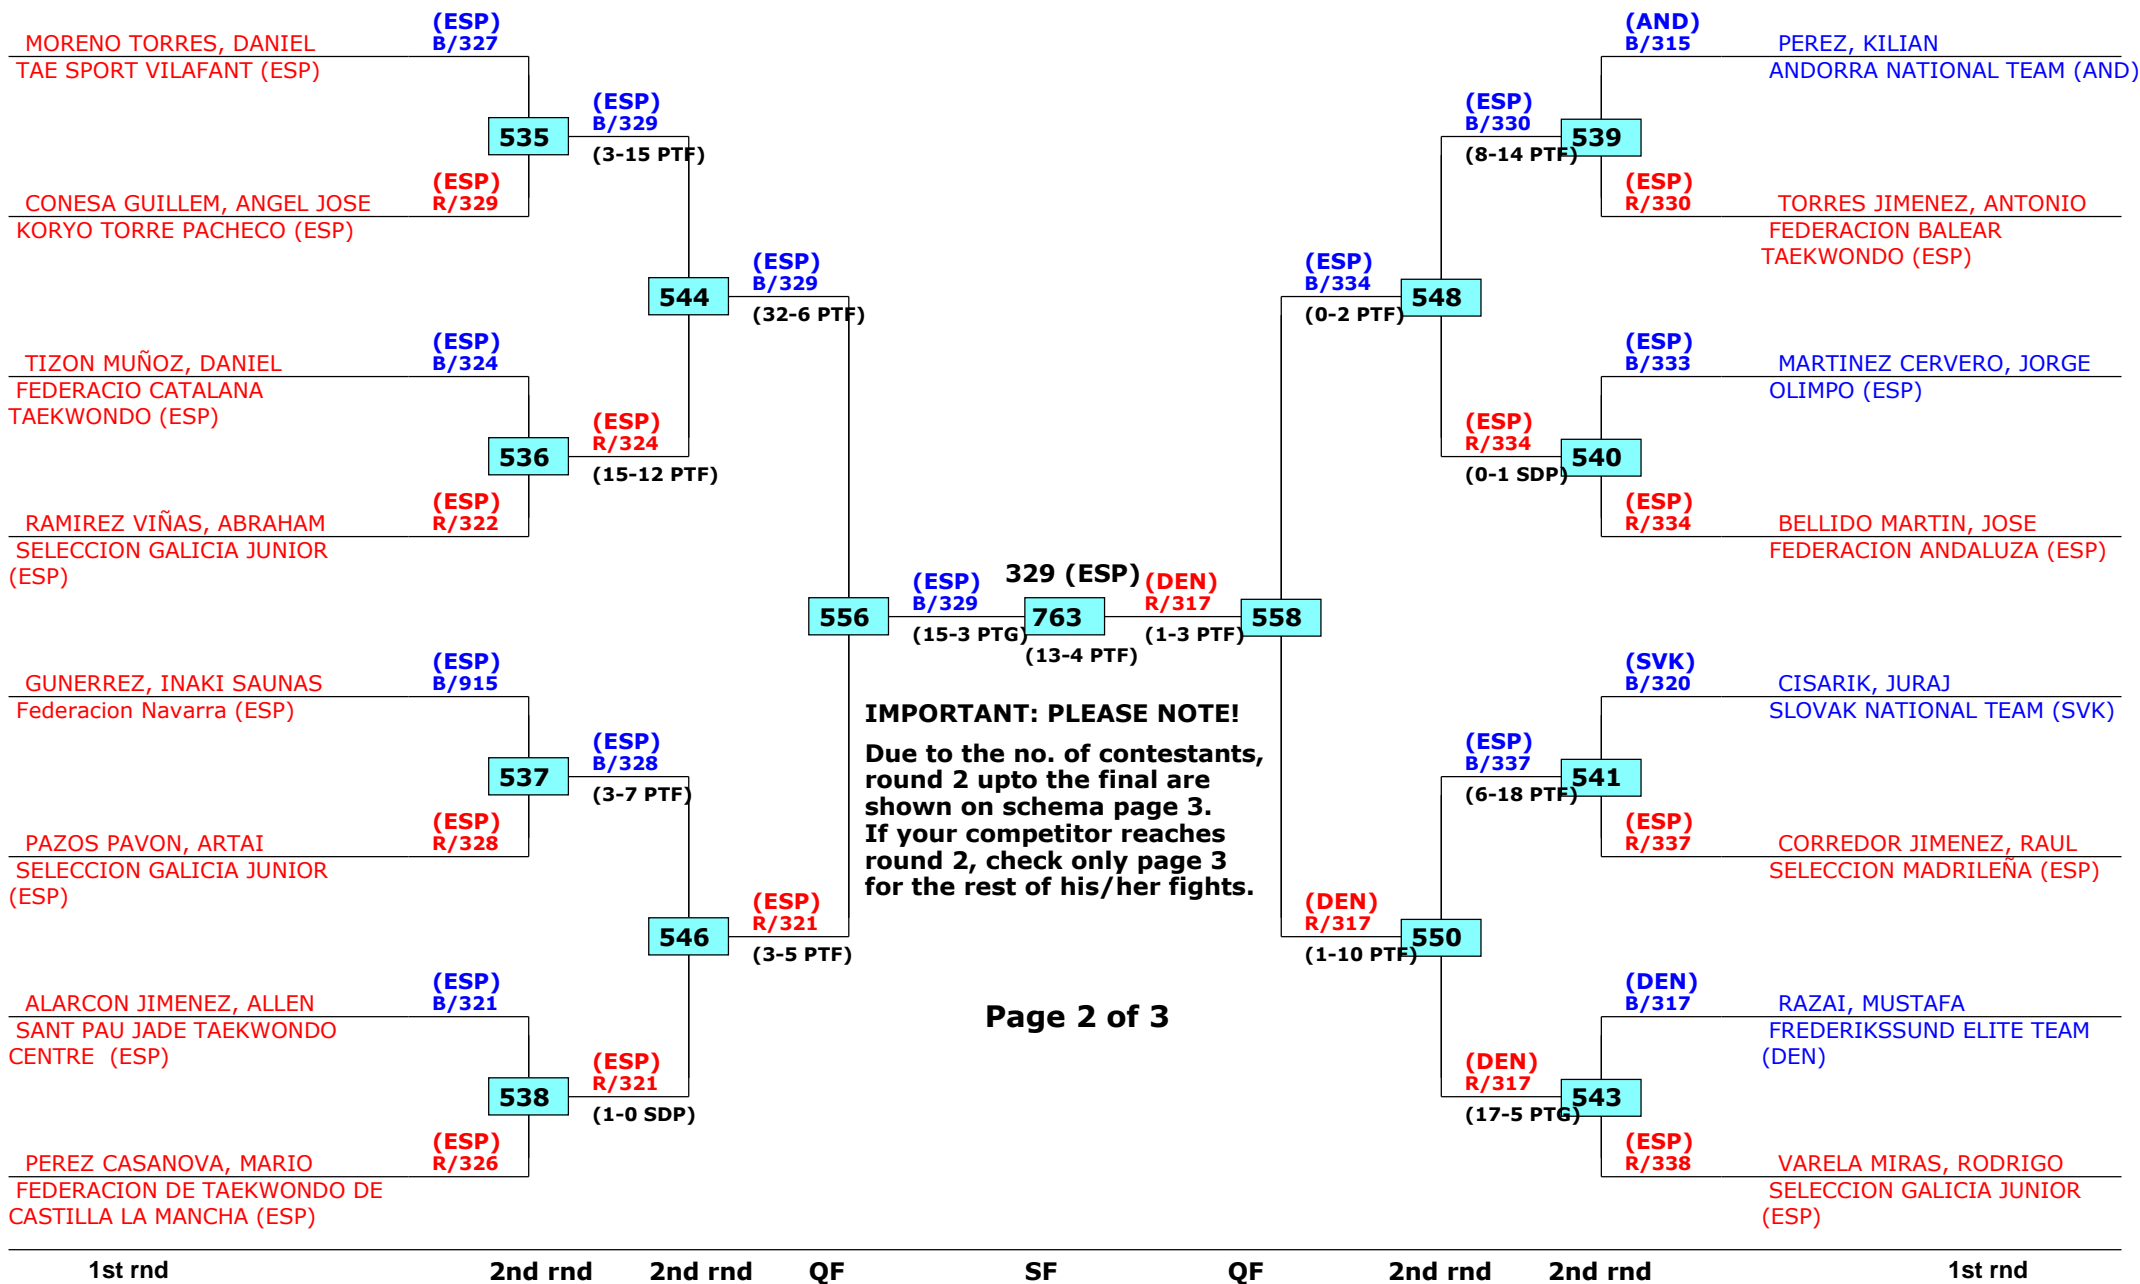 MORENO TORRES, DANIEL
TAE SPORT VILAFANT (ESP)
(ESP)
B/327
535
(ESP)
B/329
(3-15 PTF)
CONESA GUILLEM, ANGEL JOSE
KORYO TORRE PACHECO (ESP)
(ESP)
R/329
544
(ESP)
B/329
(32-6 PTF)
TIZON MUÑOZ, DANIEL
FEDERACIO CATALANA
TAEKWONDO (ESP)
(ESP)
B/324
536
(ESP)
R/324
(15-12 PTF)
RAMIREZ VIÑAS, ABRAHAM
SELECCION GALICIA JUNIOR
(ESP)
(ESP)
R/322
556
(ESP)
B/329
(15-3 PTG)
GUNERREZ, INAKI SAUNAS
Federacion Navarra (ESP)
(ESP)
B/915
537
(ESP)
B/328
(3-7 PTF)
PAZOS PAVON, ARTAI
SELECCION GALICIA JUNIOR
(ESP)
(ESP)
R/328
546
(ESP)
R/321
(3-5 PTF)
ALARCON JIMENEZ, ALLEN
SANT PAU JADE TAEKWONDO
CENTRE (ESP)
(ESP)
B/321
538
(ESP)
R/321
(1-0 SDP)
PEREZ CASANOVA, MARIO
FEDERACION DE TAEKWONDO DE
CASTILLA LA MANCHA (ESP)
(ESP)
R/326
329 (ESP)
763
(13-4 PTF)
IMPORTANT: PLEASE NOTE!
Due to the no. of contestants,
round 2 upto the final are
shown on schema page 3.
If your competitor reaches
round 2, check only page 3
for the rest of his/her fights.
Page 2 of 3
(AND)
B/315
PEREZ, KILIAN
ANDORRA NATIONAL TEAM (AND)
(ESP)
B/330
(8-14 PTF)
539
(ESP)
R/330
TORRES JIMENEZ, ANTONIO
FEDERACION BALEAR
TAEKWONDO (ESP)
(ESP)
B/334
(0-2 PTF)
548
(ESP)
B/333
MARTINEZ CERVERO, JORGE
OLIMPO (ESP)
(ESP)
R/334
(0-1 SDP)
540
(ESP)
R/334
BELLIDO MARTIN, JOSE
FEDERACION ANDALUZA (ESP)
(DEN)
R/317
(1-3 PTF)
558
(SVK)
B/320
CISARIK, JURAJ
SLOVAK NATIONAL TEAM (SVK)
(ESP)
B/337
(6-18 PTF)
541
(ESP)
R/337
CORREDOR JIMENEZ, RAUL
SELECCION MADRILEÑA (ESP)
(DEN)
R/317
(1-10 PTF)
550
(DEN)
B/317
RAZAI, MUSTAFA
FREDERIKSSUND ELITE TEAM
(DEN)
(DEN)
R/317
(17-5 PTG)
543
(ESP)
R/338
VARELA MIRAS, RODRIGO
SELECCION GALICIA JUNIOR
(ESP)
1st rnd 2nd rnd 2nd rnd QF SF QF 2nd rnd 2nd rnd 1st rnd